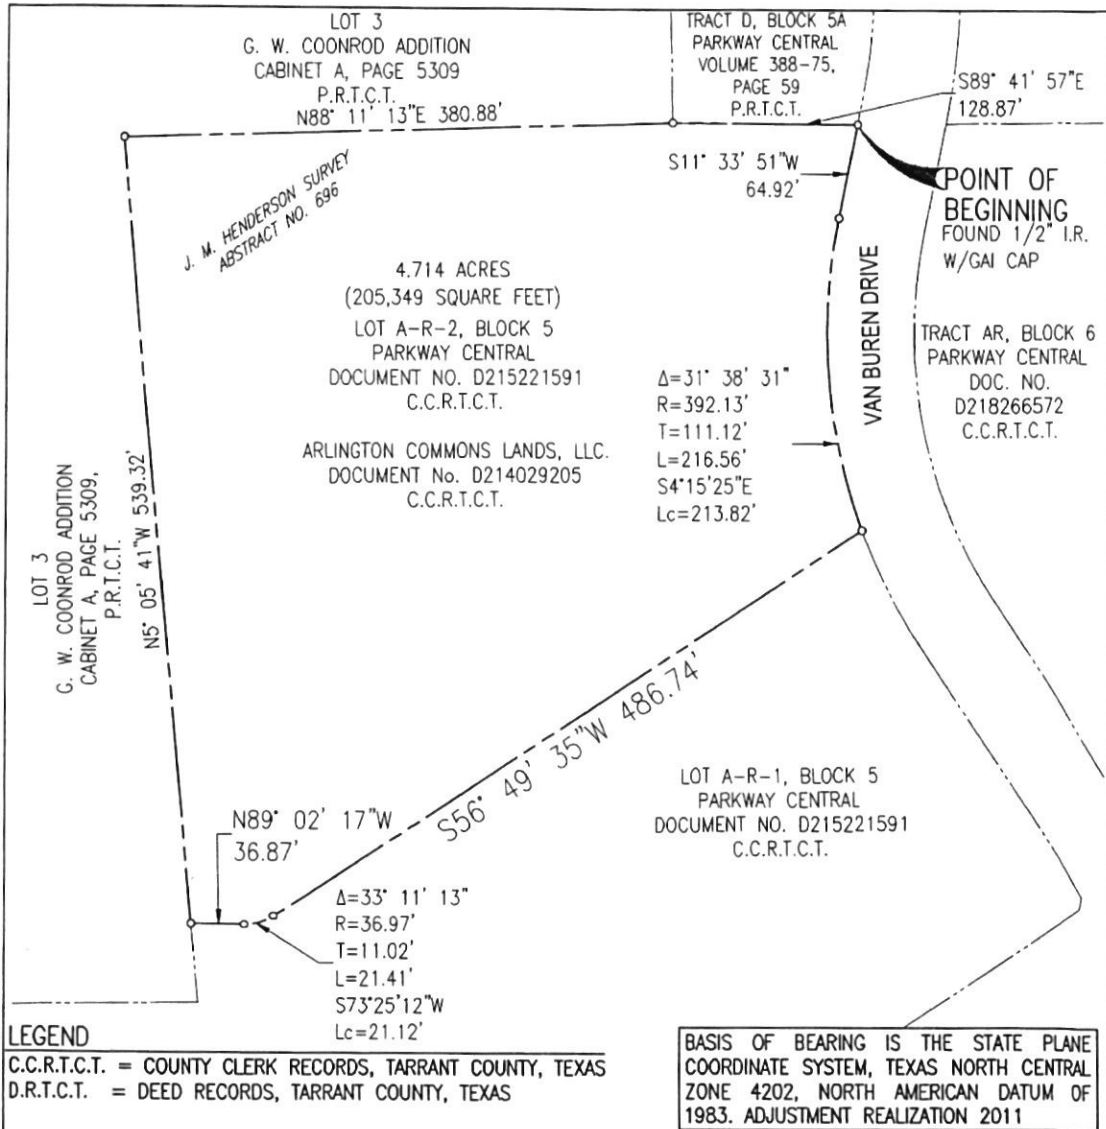 LOT 3
G. W. COONROD ADDITION
CABINET A, PAGE 5309
P.R.T.C.T.
N88° 11' 13"E 380.88'
TRACT D, BLOCK 5A
PARKWAY CENTRAL
VOLUME 388-75,
PAGE 59
P.R.T.C.T.
S89° 41' 57"E
128.87'
S11° 33' 51"W
64.92'
POINT OF
BEGINNING
FOUND 1/2" I.R.
W/GAI CAP
J. M. HENDERSON SURVEY
ABSTRACT NO. 696
4.714 ACRES
(205,349 SQUARE FEET)
LOT A-R-2, BLOCK 5
PARKWAY CENTRAL
DOCUMENT NO. D215221591
C.C.R.T.C.T.
ARLINGTON COMMONS LANDS, LLC.
DOCUMENT No. D214029205
C.C.R.T.C.T.
Δ=31° 38' 31"
R=392.13'
T=111.12'
L=216.56'
S4°15'25"E
Lc=213.82'
VAN BUREN DRIVE
TRACT AR, BLOCK 6
PARKWAY CENTRAL
DOC. NO.
D218266572
C.C.R.T.C.T.
LOT 3
G. W. COONROD ADDITION
CABINET A, PAGE 5309,
P.R.T.C.T.
N5° 05' 41"W 539.32'
S56° 49' 35"W 486.74'
LOT A-R-1, BLOCK 5
PARKWAY CENTRAL
DOCUMENT NO. D215221591
C.C.R.T.C.T.
N89° 02' 17"W
36.87'
Δ=33° 11' 13"
R=36.97'
T=11.02'
L=21.41'
S73°25'12"W
Lc=21.12'
LEGEND
C.C.R.T.C.T. = COUNTY CLERK RECORDS, TARRANT COUNTY, TEXAS
D.R.T.C.T. = DEED RECORDS, TARRANT COUNTY, TEXAS
BASIS OF BEARING IS THE STATE PLANE
COORDINATE SYSTEM, TEXAS NORTH CENTRAL
ZONE 4202, NORTH AMERICAN DATUM OF
1983. ADJUSTMENT REALIZATION 2011